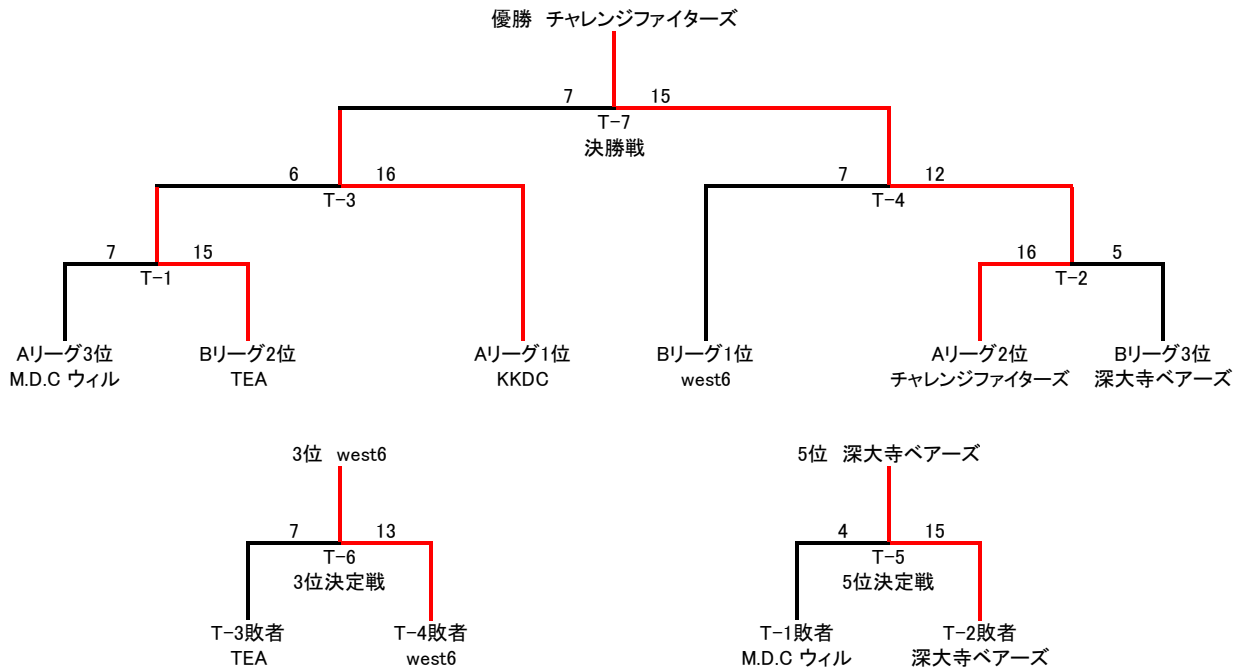 優勝 チャレンジファイターズ
7 15
T-7
決勝戦
6 16
T-3
7 12
T-4
7 15
T-1
16 5
T-2
Aリーグ3位 Bリーグ2位 Aリーグ1位 Bリーグ1位 Aリーグ2位 Bリーグ3位
M.D.C ウィル TEA KKDC west6 チャレンジファイターズ 深大寺ベアーズ
3位 west6
7 13
T-6
3位決定戦
T-3敗者 T-4敗者
TEA west6
5位 深大寺ベアーズ
4 15
T-5
5位決定戦
T-1敗者 T-2敗者
M.D.C ウィル 深大寺ベアーズ